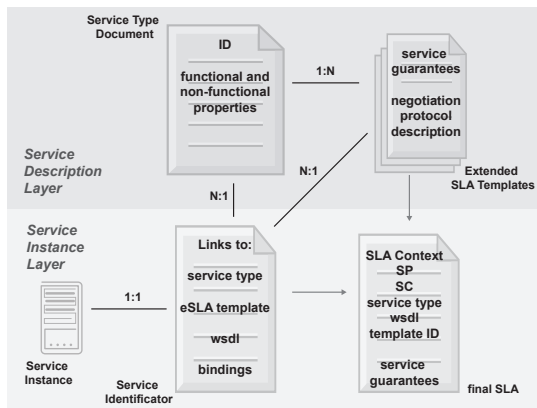 Service Type
Document
ID
functional and
non-functional
properties
1:N
service
guarantees
negotiation
protocol
description
Extended
SLA Templates
Service
Description
Layer
N:1
N:1
Service
Instance
Layer
1:1
Service
Instance
Links to:
service type
eSLA template
wsdl
bindings
Service
Identificator
SLA Context
SP
SC
service type
wsdl
template ID
service
guarantees
final SLA